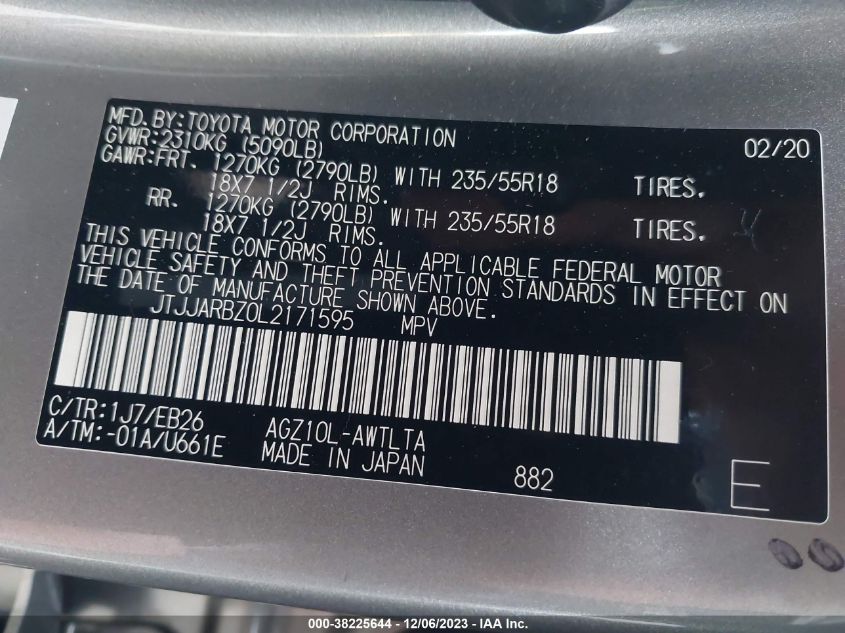 MFD.BY:TOYOTA MOTOR CORPORATION 02/20
GVWR:2310KG (5090LB)
GAWR:FRT. 1270KG (2790LB) WITH 235/55R18 TIRES.
18X7 1/2J RIMS.
RR. 1270KG (2790LB) WITH 235/55R18 TIRES.
18X7 1/2J RIMS.
THIS VEHICLE CONFORMS TO ALL APPLICABLE FEDERAL MOTOR
VEHICLE SAFETY AND THEFT PREVENTION STANDARDS IN EFFECT ON
THE DATE OF MANUFACTURE SHOWN ABOVE.
JTJJARBZ0L2171595 MPV
C/TR:1J7/EB26 AGZ10L-AWTLTA
A/TM:-01A/U661E MADE IN JAPAN 882 E
000-38225644 - 12/06/2023 - IAA Inc.